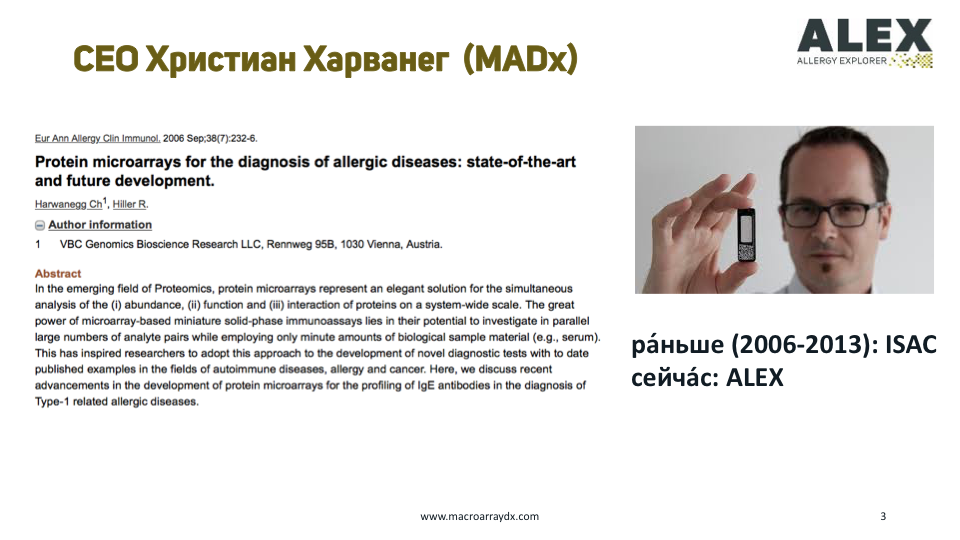 CEO Христиан Харванег (MADx)
ALEX
ALLERGY EXPLORER
Eur Ann Allergy Clin Immunol. 2006 Sep;38(7):232-6.
Protein microarrays for the diagnosis of allergic diseases: state-of-the-art
and future development.
Harwanegg Ch1, Hiller R.
Author information
1 VBC Genomics Bioscience Research LLC, Rennweg 95B, 1030 Vienna, Austria.
Abstract
In the emerging field of Proteomics, protein microarrays represent an elegant solution for the simultaneous
analysis of the (i) abundance, (ii) function and (iii) interaction of proteins on a system-wide scale. The great
power of microarray-based miniature solid-phase immunoassays lies in their potential to investigate in parallel
large numbers of analyte pairs while employing only minute amounts of biological sample material (e.g., serum).
This has inspired researchers to adopt this approach to the development of novel diagnostic tests with to date
published examples in the fields of autoimmune diseases, allergy and cancer. Here, we discuss recent
advancements in the development of protein microarrays for the profiling of IgE antibodies in the diagnosis of
Type-1 related allergic diseases.
ра́ньше (2006-2013): ISAC
сейча́с: ALEX
www.macroarraydx.com
3